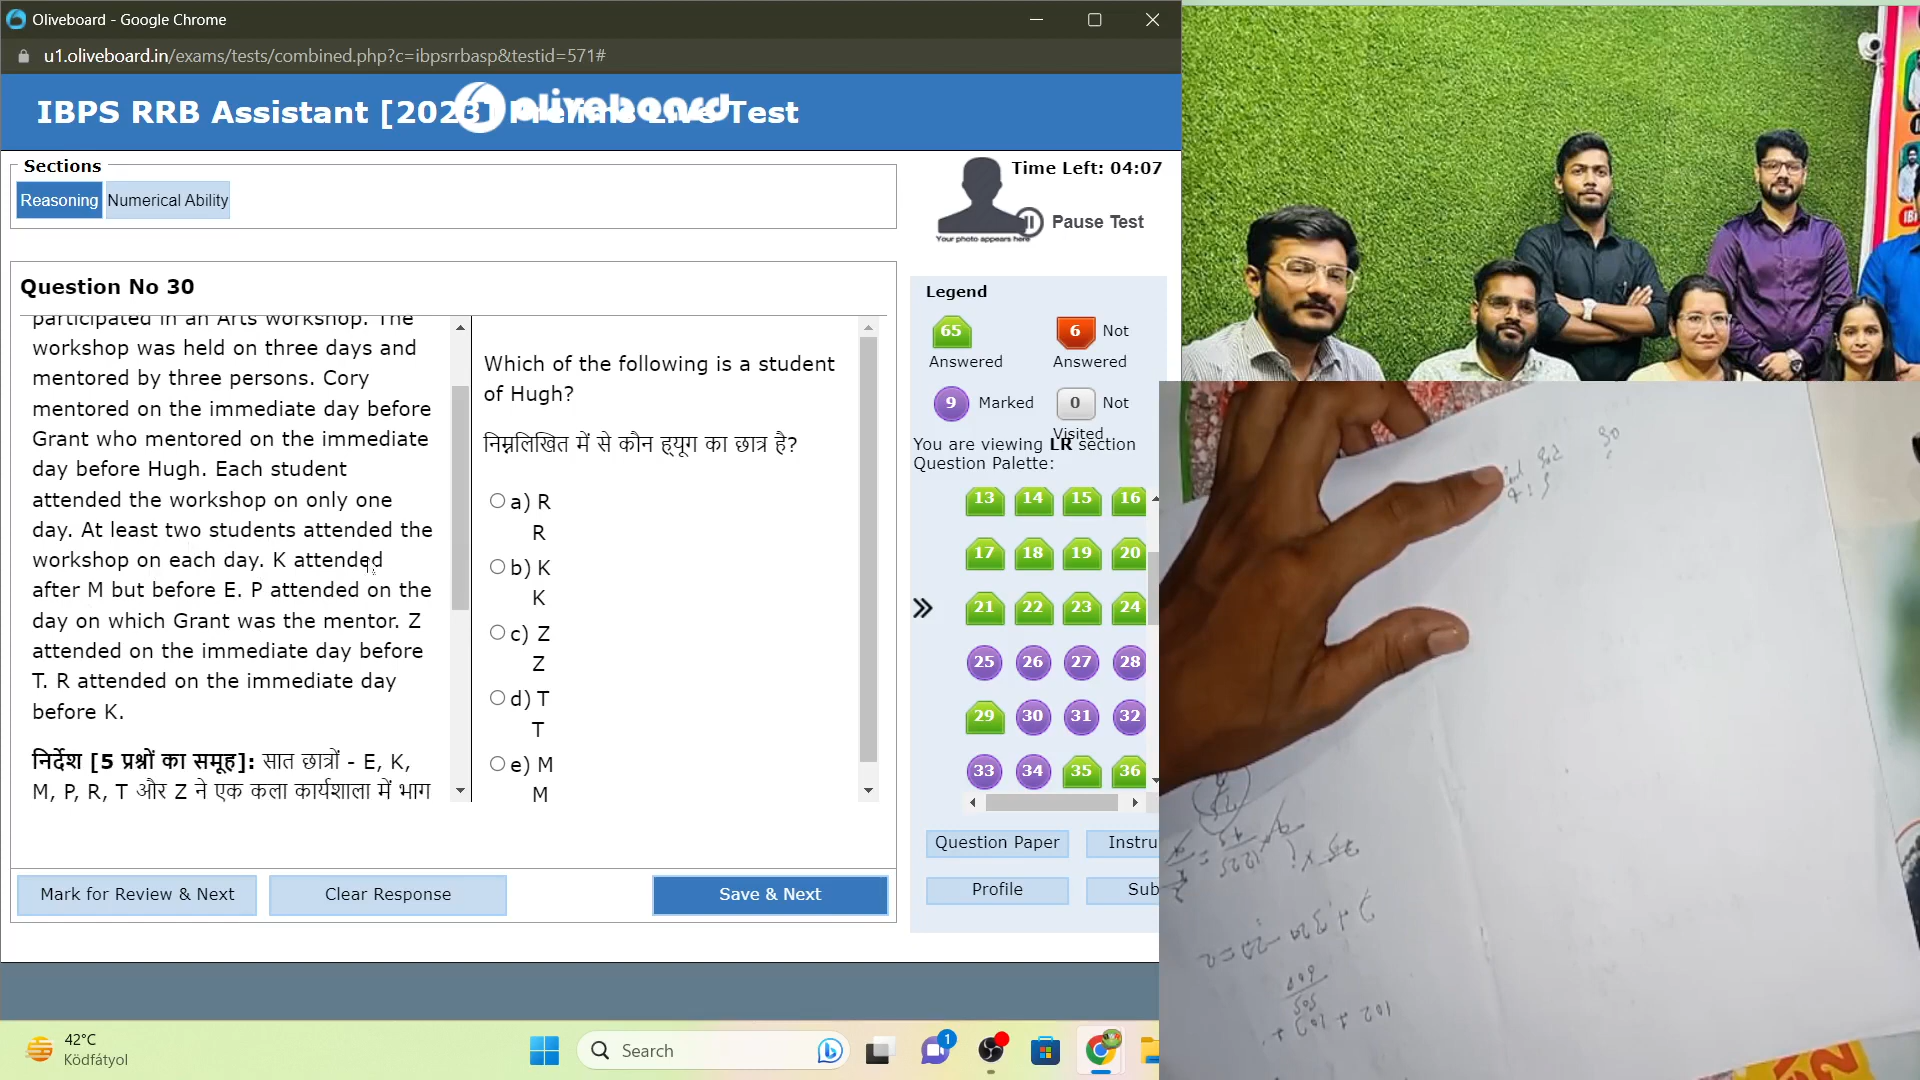 Oliveboard - Google Chrome
u1.oliveboard.in/exams/tests/combined.php?c=ibpsrrbasp&testid=571#
IBPS RRB Assistant [2023] Prelims Live Test
oliveboard
Sections
Reasoning
Numerical Ability
Time Left: 04:07
Your photo appears here
Pause Test
Question No 30
participated in an Arts workshop. The
workshop was held on three days and
mentored by three persons. Cory
mentored on the immediate day before
Grant who mentored on the immediate
day before Hugh. Each student
attended the workshop on only one
day. At least two students attended the
workshop on each day. K attended
after M but before E. P attended on the
day on which Grant was the mentor. Z
attended on the immediate day before
T. R attended on the immediate day
before K.
निर्देश [5 प्रश्नों का समूह]: सात छात्रों - E, K,
M, P, R, T और Z ने एक कला कार्यशाला में भाग
Which of the following is a student
of Hugh?
निम्नलिखित में से कौन ह्यूग का छात्र है?
a) R
R
b) K
K
c) Z
Z
d) T
T
e) M
M
Mark for Review & Next
Clear Response
Save & Next
Legend
65
Answered
6
Not
Answered
9
Marked
0
Not
Visited
You are viewing LR section
Question Palette:
13 14 15 16
17 18 19 20
21 22 23 24
25 26 27 28
29 30 31 32
33 34 35 36
Question Paper
Instru
Profile
Sub
42°C
Ködfátyol
Search
1